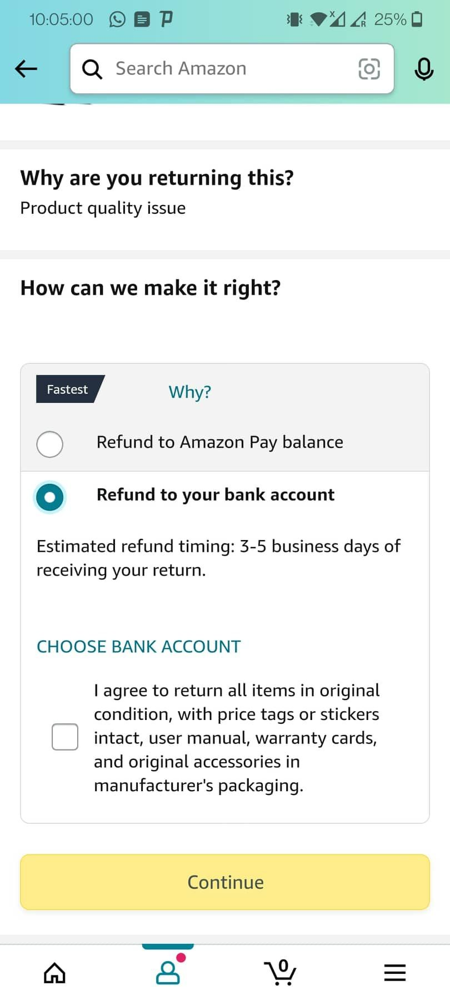 10:05:00
25%
Search Amazon
Why are you returning this?
Product quality issue
How can we make it right?
Fastest
Why?
Refund to Amazon Pay balance
Refund to your bank account
Estimated refund timing: 3-5 business days of
receiving your return.
CHOOSE BANK ACCOUNT
I agree to return all items in original
condition, with price tags or stickers
intact, user manual, warranty cards,
and original accessories in
manufacturer's packaging.
Continue
0